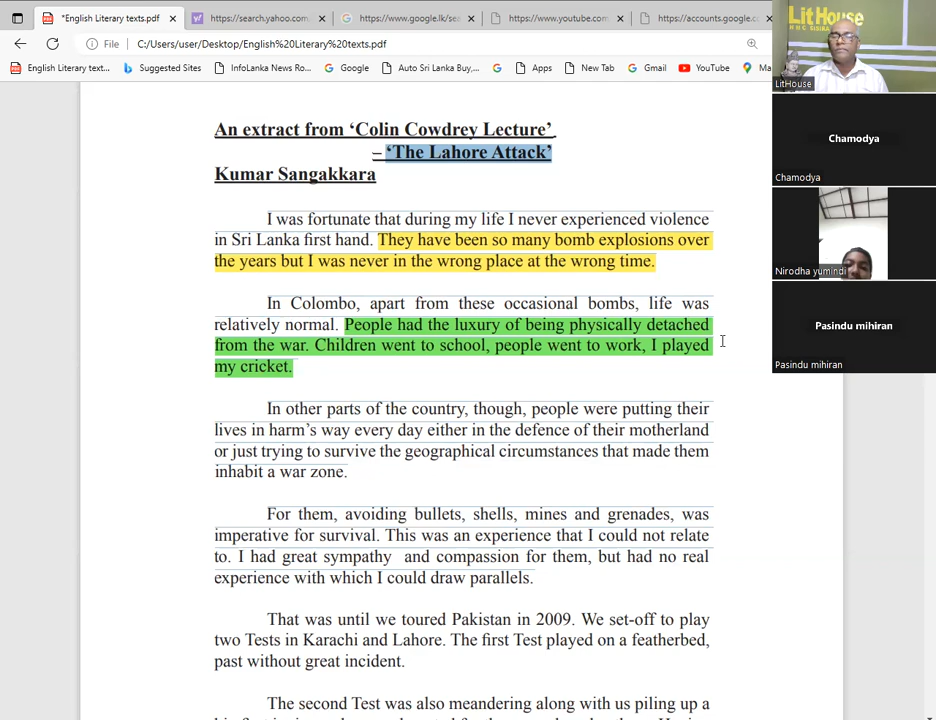 *English Literary texts.pdf
https://search.yahoo.com
https://www.google.lk/sea
https://www.youtube.com
https://accounts.google.c
File
C:/Users/user/Desktop/English%20Literary%20texts.pdf
English Literary text...
Suggested Sites
InfoLanka News Ro...
Google
Auto Sri Lanka Buy,...
Apps
New Tab
Gmail
YouTube
Ma
An extract from ‘Colin Cowdrey Lecture’
– ‘The Lahore Attack’
Kumar Sangakkara
I was fortunate that during my life I never experienced violence
in Sri Lanka first hand. They have been so many bomb explosions over
the years but I was never in the wrong place at the wrong time.
In Colombo, apart from these occasional bombs, life was
relatively normal. People had the luxury of being physically detached
from the war. Children went to school, people went to work, I played
my cricket.
In other parts of the country, though, people were putting their
lives in harm’s way every day either in the defence of their motherland
or just trying to survive the geographical circumstances that made them
inhabit a war zone.
For them, avoiding bullets, shells, mines and grenades, was
imperative for survival. This was an experience that I could not relate
to. I had great sympathy and compassion for them, but had no real
experience with which I could draw parallels.
That was until we toured Pakistan in 2009. We set-off to play
two Tests in Karachi and Lahore. The first Test played on a featherbed,
past without great incident.
The second Test was also meandering along with us piling up a
Lit House
LitHouse
Chamodya
Chamodya
Nirodha yumindi
Pasindu mihiran
Pasindu mihiran